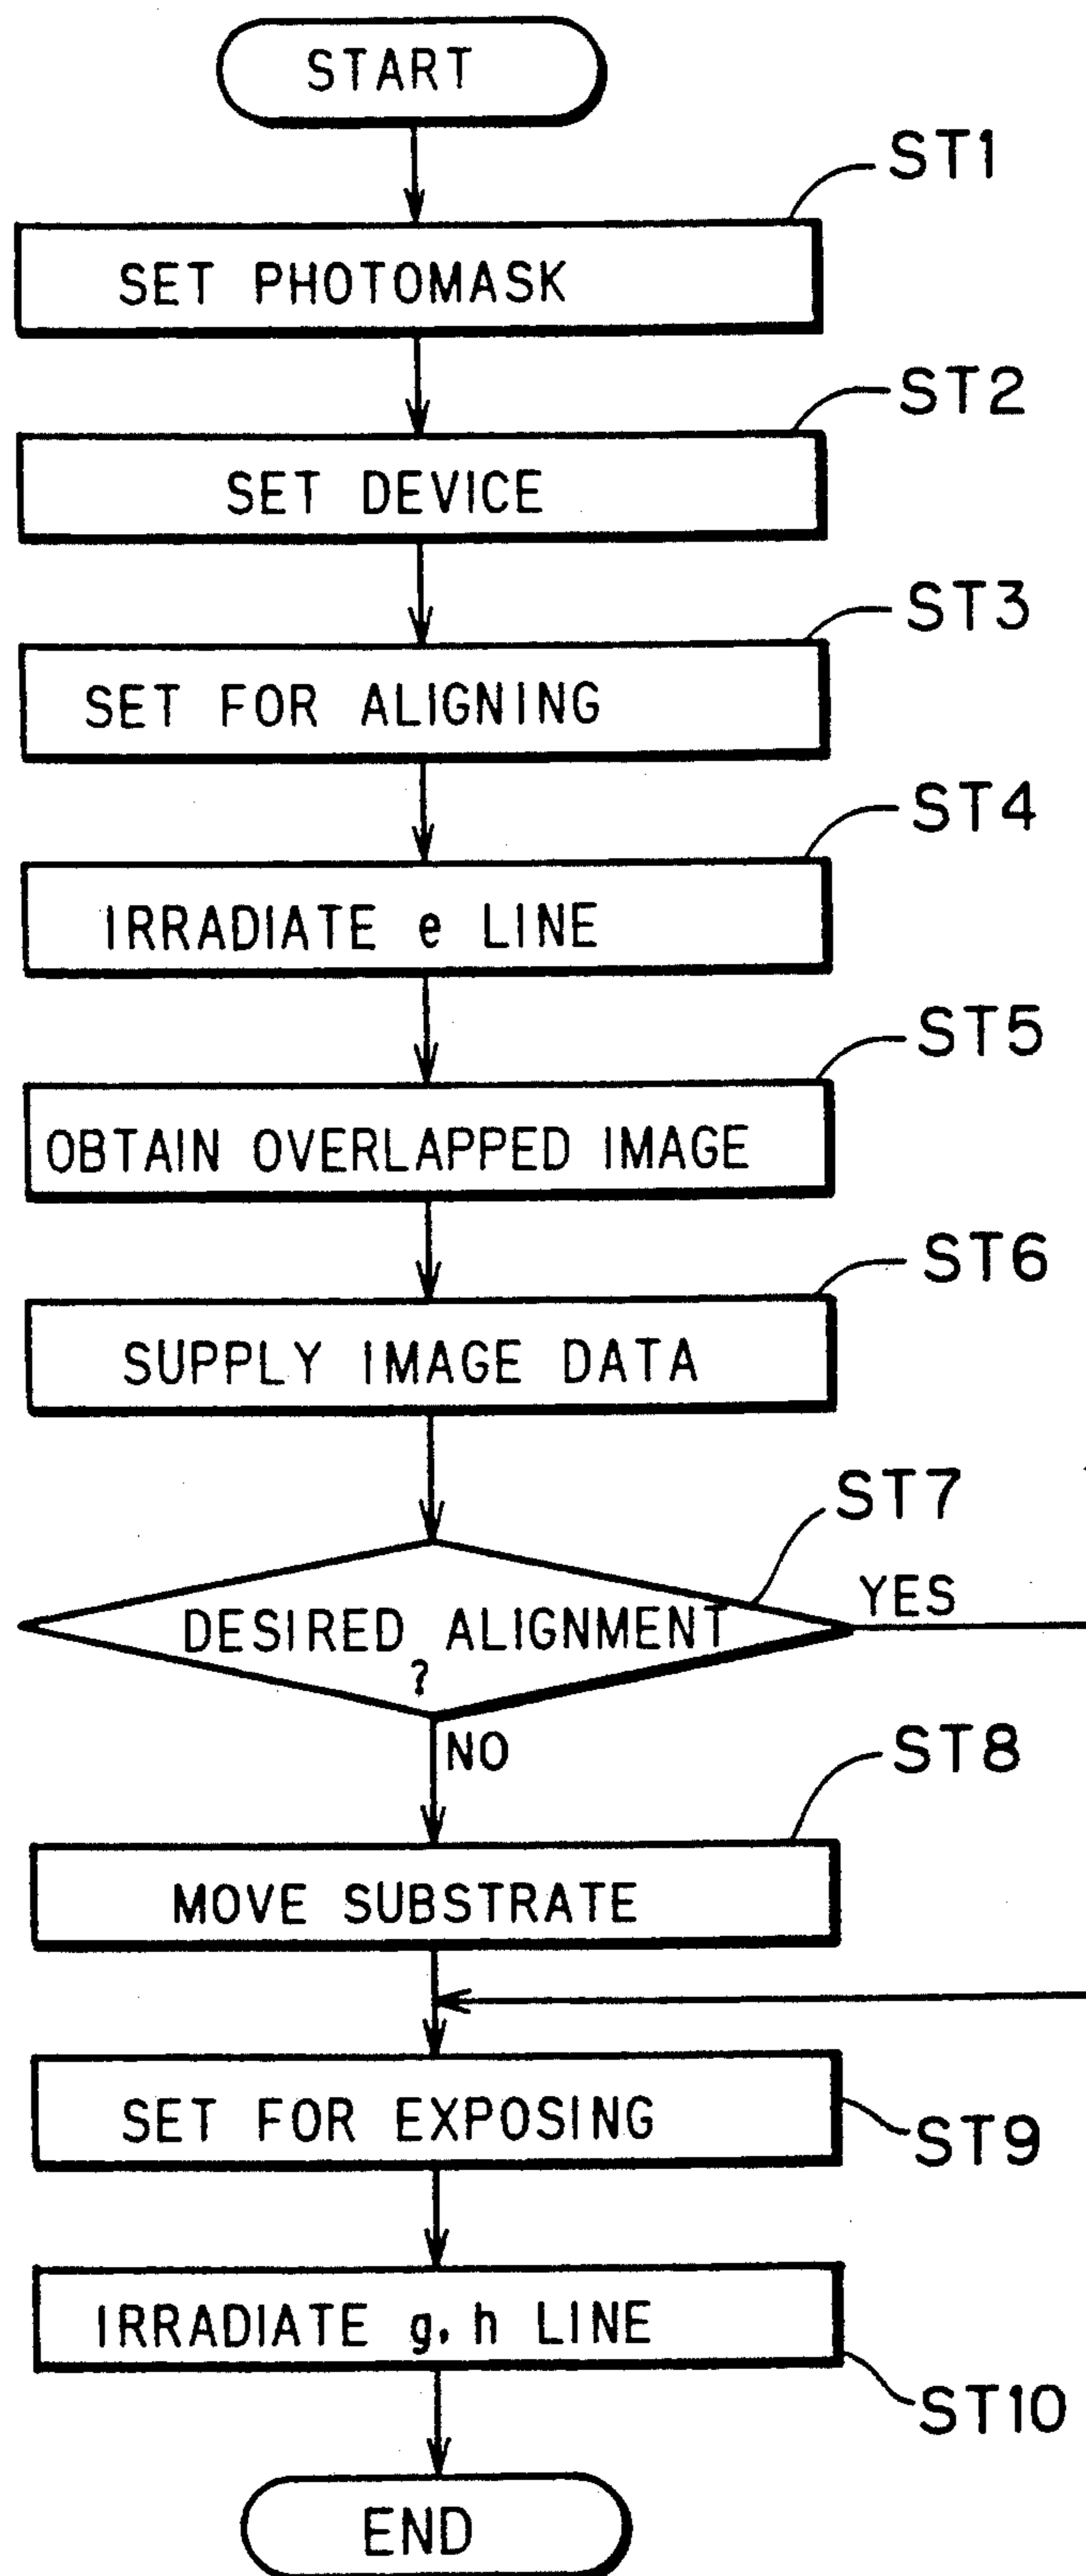 START
ST1
SET PHOTOMASK
ST2
SET DEVICE
ST3
SET FOR ALIGNING
ST4
IRRADIATE e LINE
ST5
OBTAIN OVERLAPPED IMAGE
ST6
SUPPLY IMAGE DATA
ST7
DESIRED ALIGNMENT
?
YES
NO
ST8
MOVE SUBSTRATE
SET FOR EXPOSING
ST9
IRRADIATE g, h LINE
ST10
END